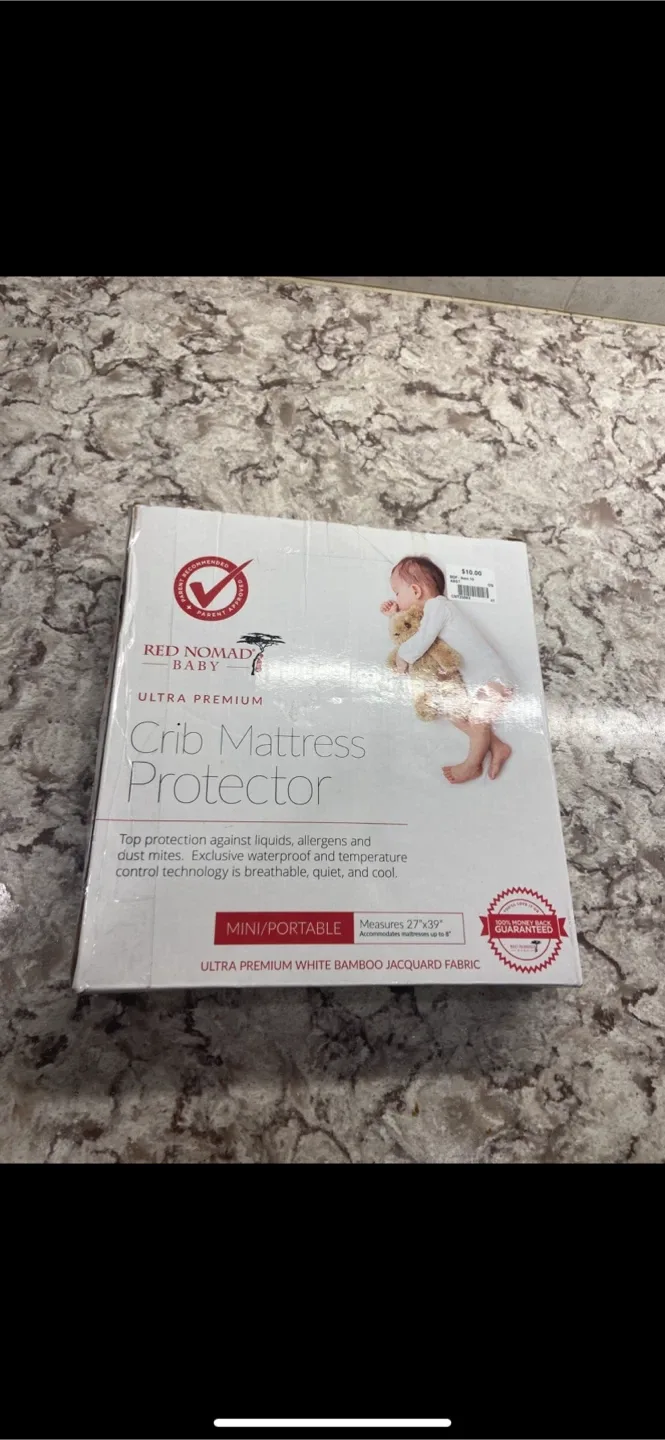 PARENT RECOMMENDED
PARENT APPROVED
$10.00
RED NOMAD®
BABY
ULTRA PREMIUM
Crib Mattress
Protector
Top protection against liquids, allergens and
dust mites. Exclusive waterproof and temperature
control technology is breathable, quiet, and cool.
MINI/PORTABLE
Measures 27"x39"
Accommodates mattresses up to 8"
100% MONEY BACK
GUARANTEED
ULTRA PREMIUM WHITE BAMBOO JACQUARD FABRIC